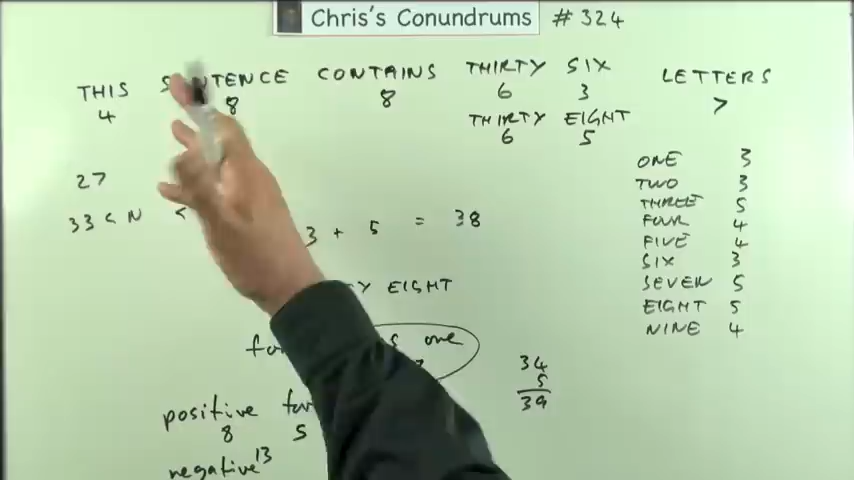 Chris's Conundrums #324
THIS SENTENCE CONTAINS THIRTY SIX LETTERS
4 8 8 6 3 7
THIRTY EIGHT
6 5
27
33 < N <
3 + 5 = 38
EIGHT
one
34
5
39
positive
8 5
negative 13
ONE 3
TWO 3
THREE 5
FOUR 4
FIVE 4
SIX 3
SEVEN 5
EIGHT 5
NINE 4